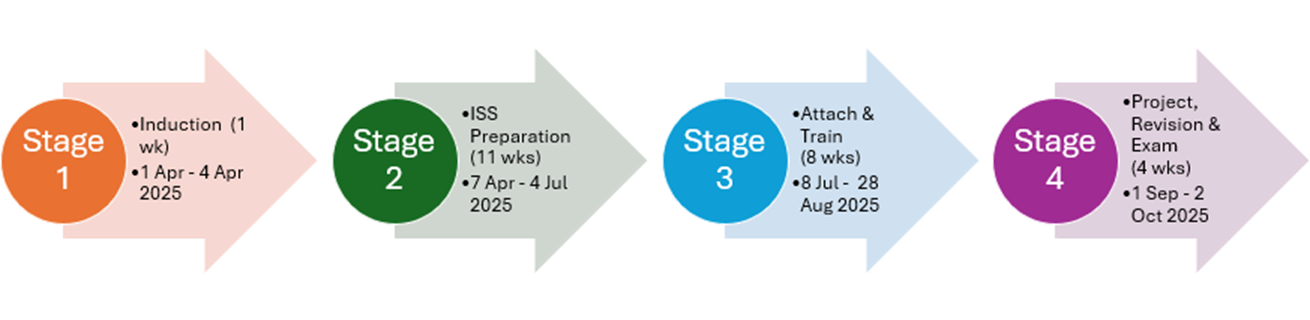 Stage
1
•Induction (1
wk)
•1 Apr - 4 Apr
2025
Stage
2
•ISS
Preparation
(11 wks)
•7 Apr - 4 Jul
2025
Stage
3
•Attach &
Train
(8 wks)
•8 Jul - 28
Aug 2025
Stage
4
•Project,
Revision &
Exam
(4 wks)
•1 Sep - 2
Oct 2025